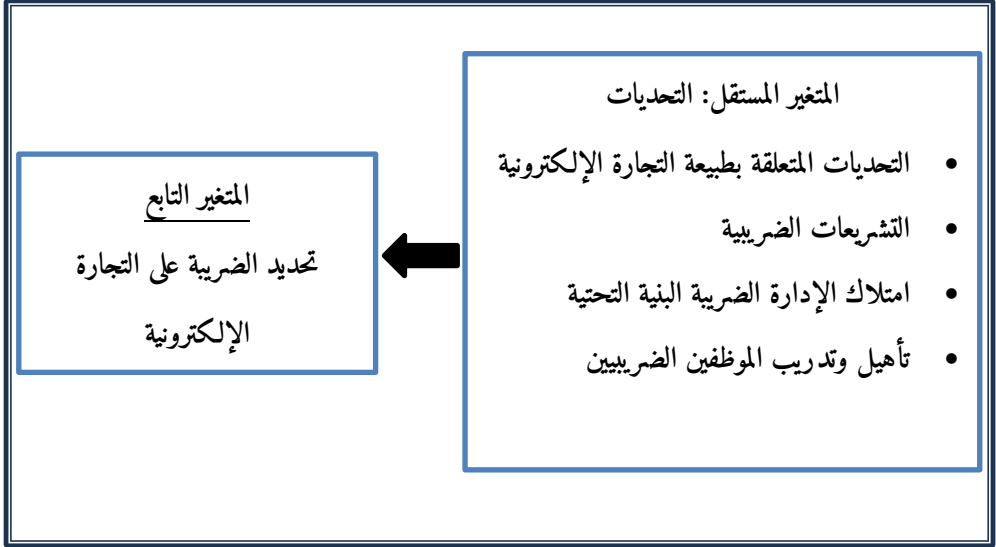 المتغير المستقل: التحديات
• التحديات المتعلقة بطبيعة التجارة الإلكترونية
• التشريعات الضريبية
• امتلاك الإدارة الضريبة البنية التحتية
• تأهيل وتدريب الموظفين الضريبيين
المتغير التابع
تحديد الضريبة على التجارة
الإلكترونية